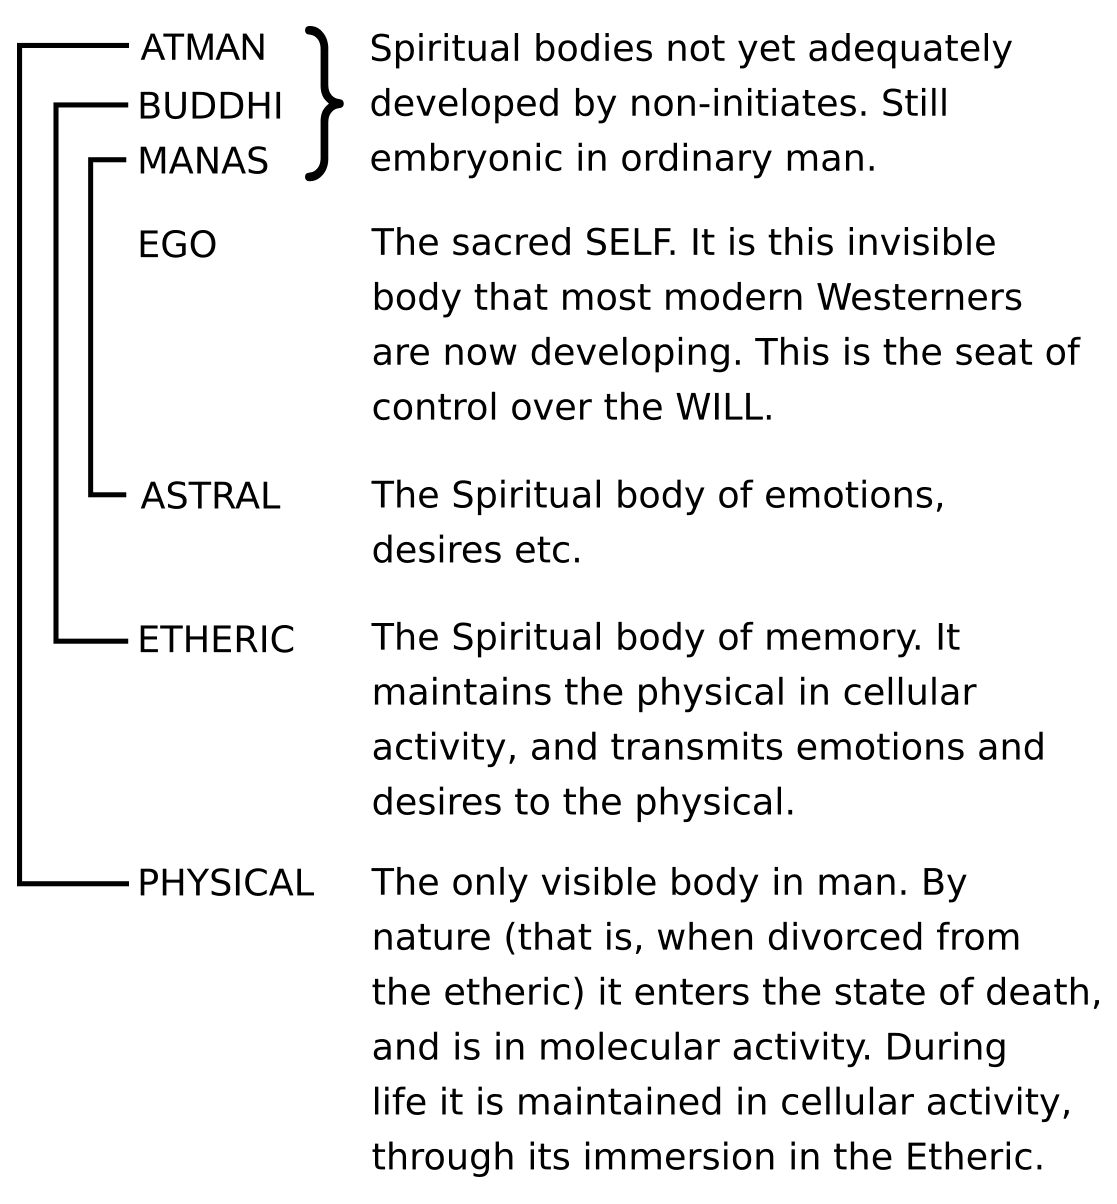 ATMAN Spiritual bodies not yet adequately
BUDDHI developed by non-initiates. Still
MANAS embryonic in ordinary man.
EGO The sacred SELF. It is this invisible
body that most modern Westerners
are now developing. This is the seat of
control over the WILL.
ASTRAL The Spiritual body of emotions,
desires etc.
ETHERIC The Spiritual body of memory. It
maintains the physical in cellular
activity, and transmits emotions and
desires to the physical.
PHYSICAL The only visible body in man. By
nature (that is, when divorced from
the etheric) it enters the state of death,
and is in molecular activity. During
life it is maintained in cellular activity,
through its immersion in the Etheric.